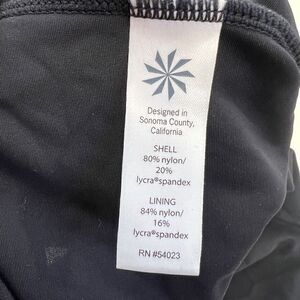 Designed in
Sonoma County,
California
SHELL
80% nylon/
20%
lycra®spandex
LINING
84% nylon/
16%
lycra®spandex
RN #54023